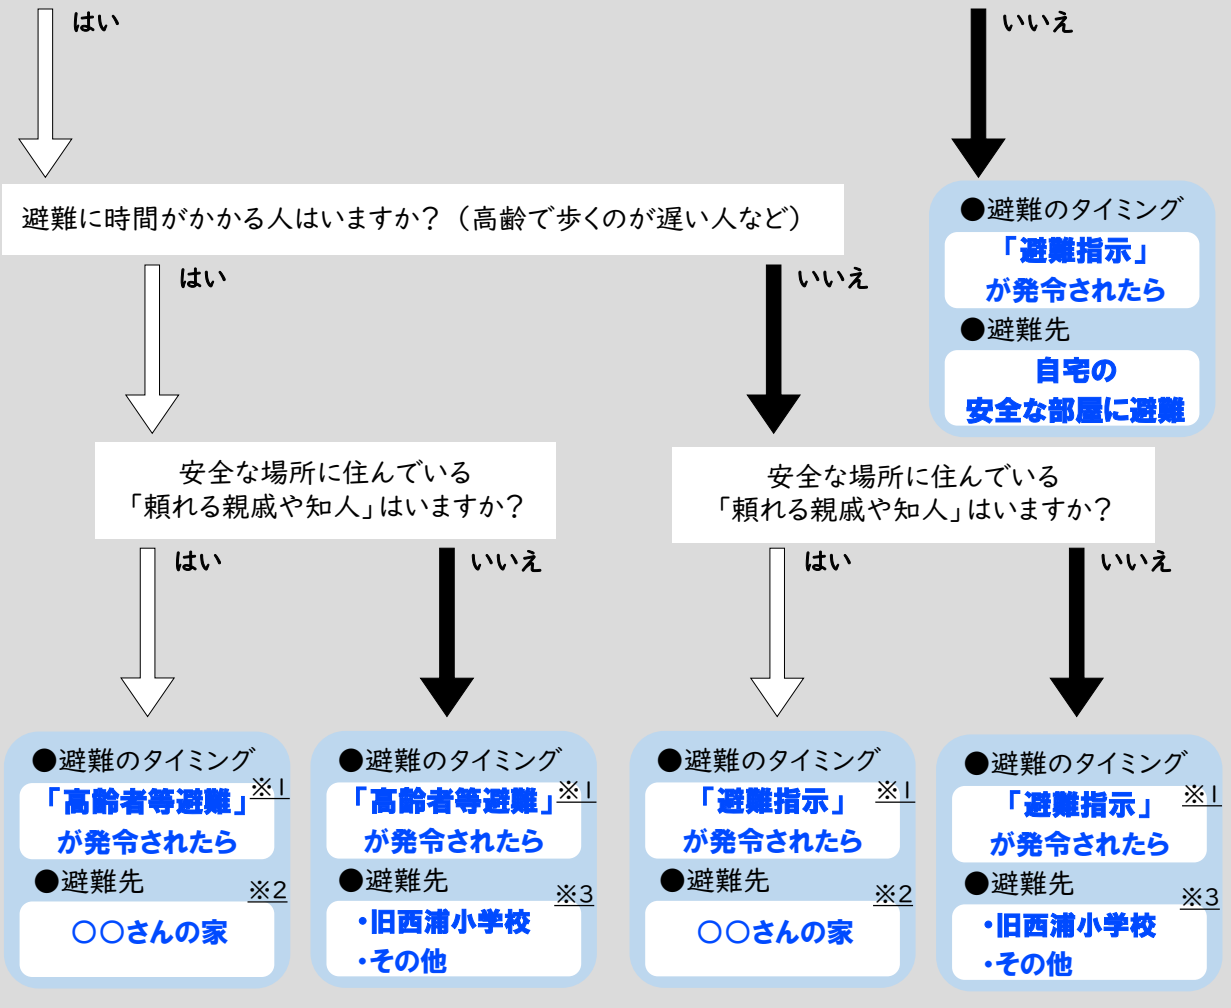 はい
いいえ
避難に時間がかかる人はいますか？（高齢で歩くのが遅い人など）
●避難のタイミング
「避難指示」
が発令されたら
●避難先
自宅の
安全な部屋に避難
はい
いいえ
安全な場所に住んでいる
「頼れる親戚や知人」はいますか？
安全な場所に住んでいる
「頼れる親戚や知人」はいますか？
はい
いいえ
はい
いいえ
●避難のタイミング
※1
「高齢者等避難」
が発令されたら
●避難先
※2
○○さんの家
●避難のタイミング
※1
「高齢者等避難」
が発令されたら
●避難先
※3
・旧西浦小学校
・その他
●避難のタイミング
※1
「避難指示」
が発令されたら
●避難先
※2
○○さんの家
●避難のタイミング
※1
「避難指示」
が発令されたら
●避難先
※3
・旧西浦小学校
・その他